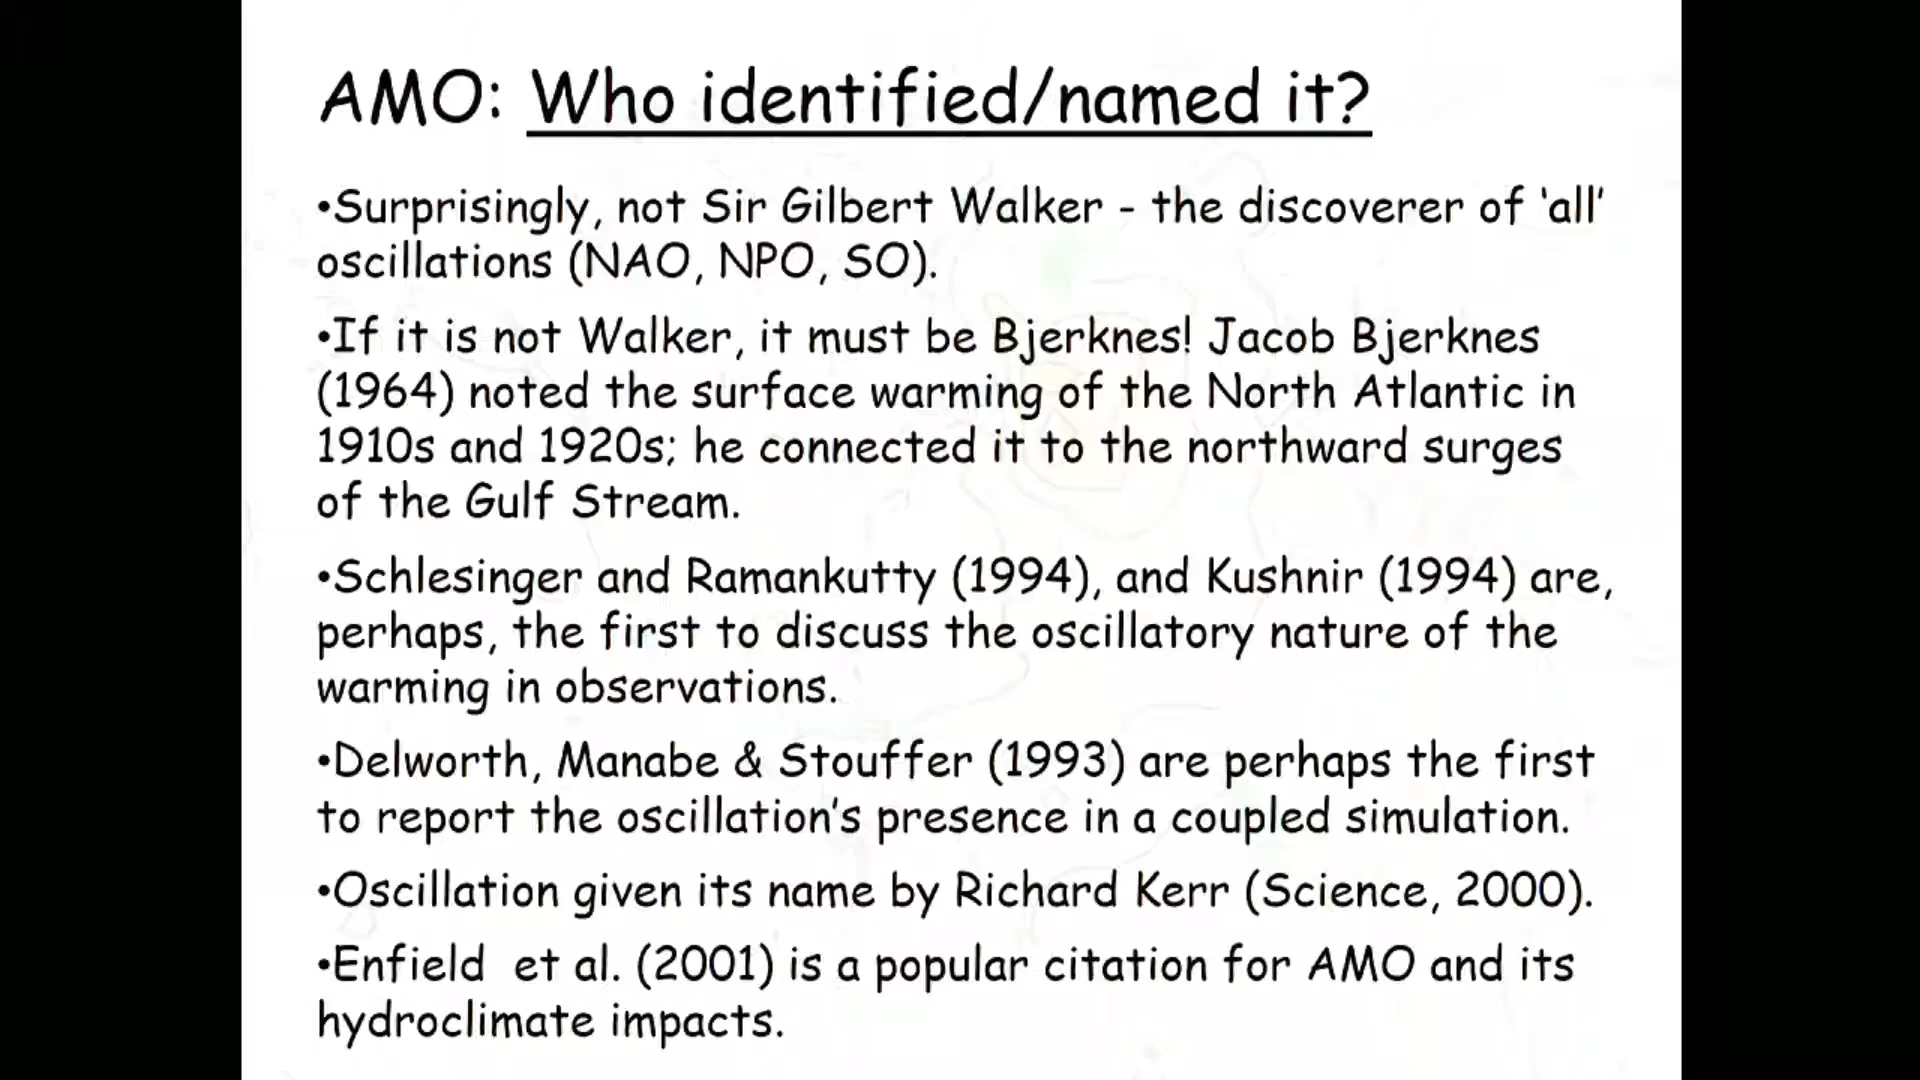 AMO: Who identified/named it?
•Surprisingly, not Sir Gilbert Walker - the discoverer of ‘all’
oscillations (NAO, NPO, SO).
•If it is not Walker, it must be Bjerknes! Jacob Bjerknes
(1964) noted the surface warming of the North Atlantic in
1910s and 1920s; he connected it to the northward surges
of the Gulf Stream.
•Schlesinger and Ramankutty (1994), and Kushnir (1994) are,
perhaps, the first to discuss the oscillatory nature of the
warming in observations.
•Delworth, Manabe & Stouffer (1993) are perhaps the first
to report the oscillation’s presence in a coupled simulation.
•Oscillation given its name by Richard Kerr (Science, 2000).
•Enfield et al. (2001) is a popular citation for AMO and its
hydroclimate impacts.